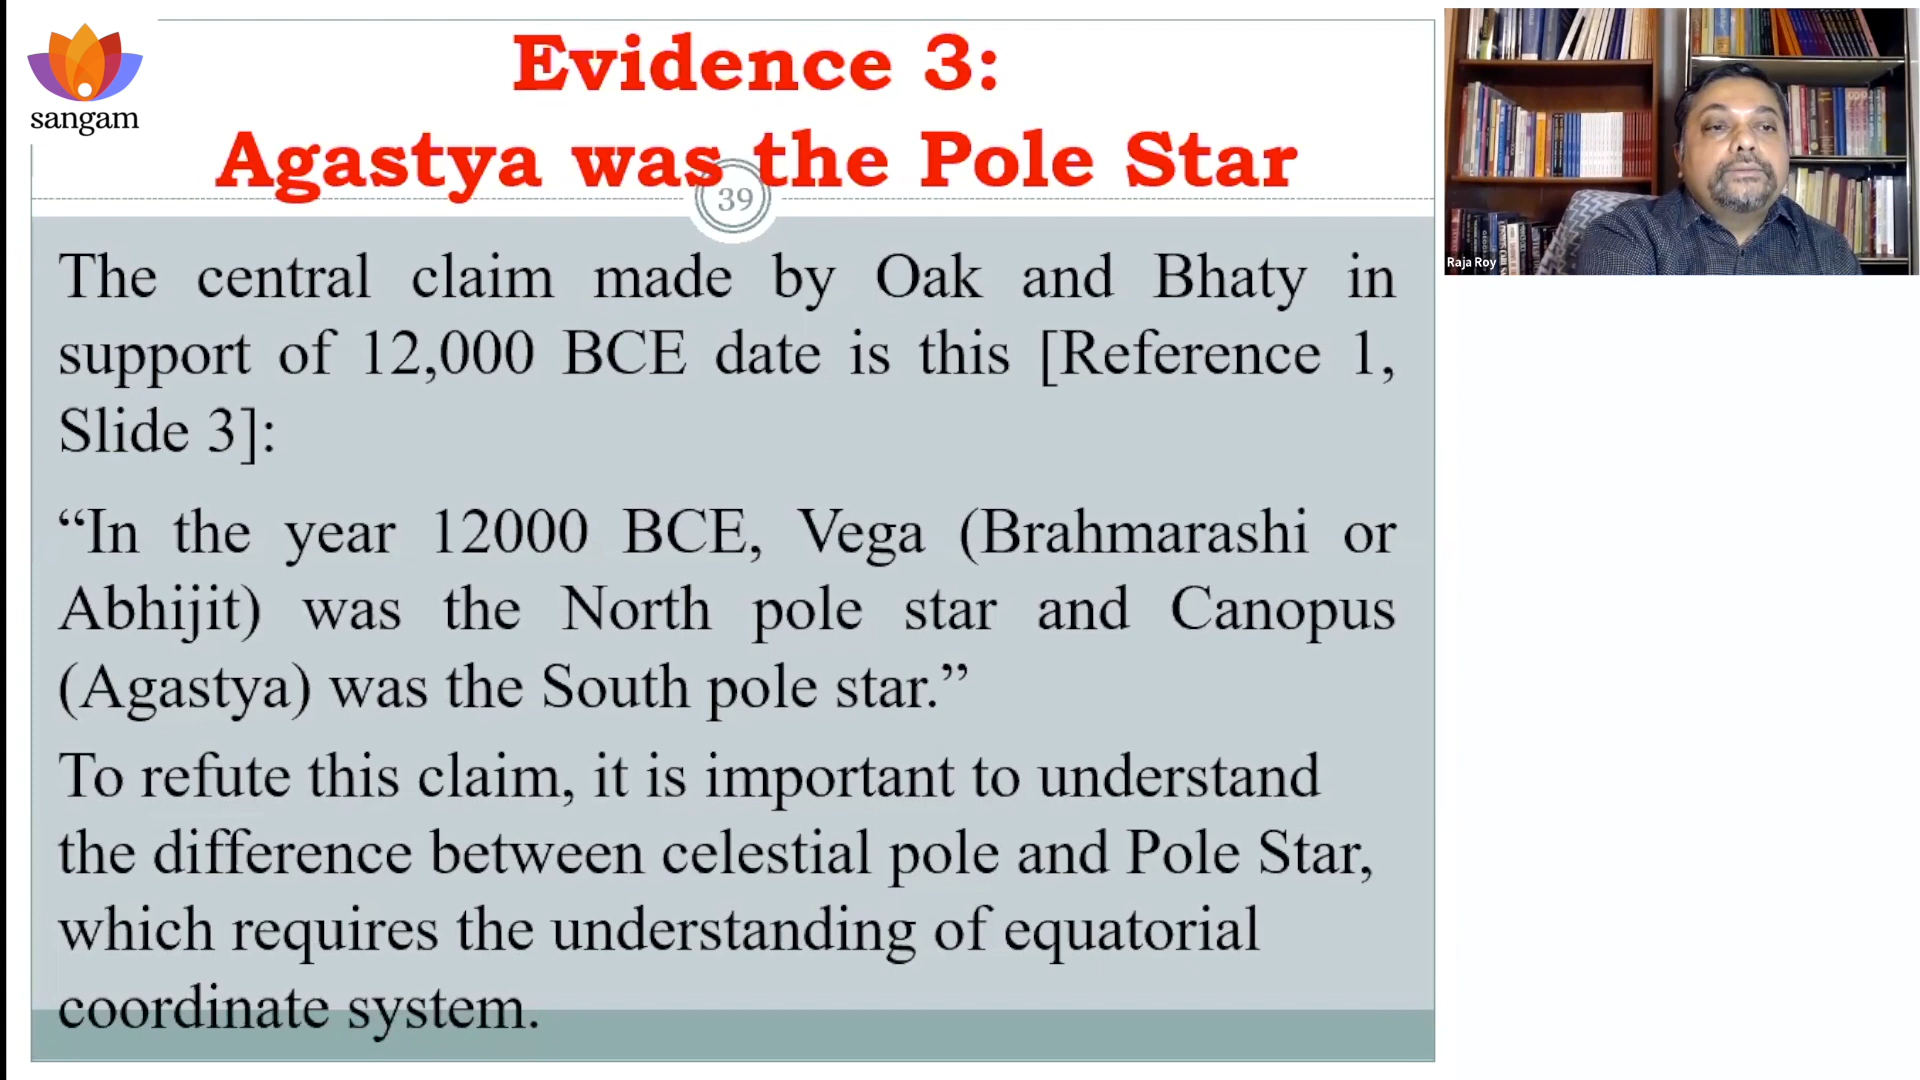 sangam
Evidence 3:
Agastya was the Pole Star
39
The central claim made by Oak and Bhaty in
support of 12,000 BCE date is this [Reference 1,
Slide 3]:
“In the year 12000 BCE, Vega (Brahmarashi or
Abhijit) was the North pole star and Canopus
(Agastya) was the South pole star.”
To refute this claim, it is important to understand
the difference between celestial pole and Pole Star,
which requires the understanding of equatorial
coordinate system.
Raja Roy